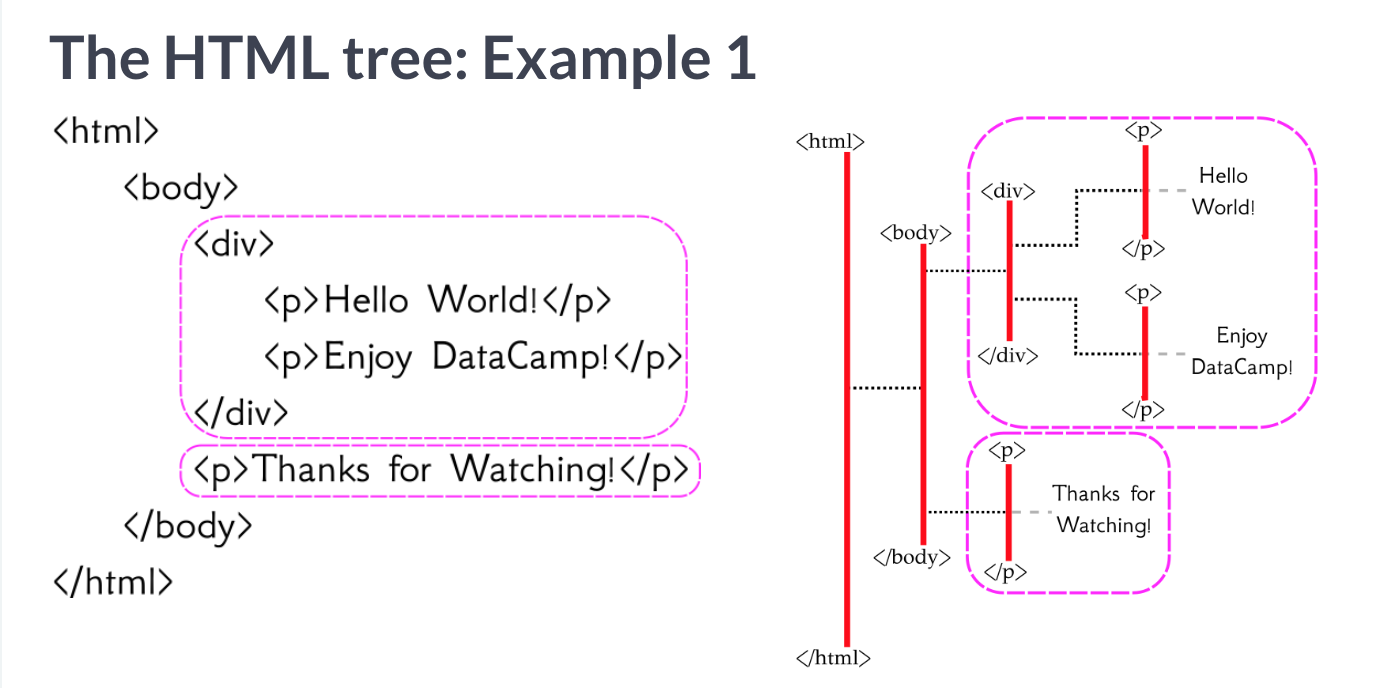 The HTML tree: Example 1
<html>
<body>
<div>
<p>Hello World!</p>
<p>Enjoy DataCamp!</p>
</div>
<p>Thanks for Watching!</p>
</body>
</html>
<html>
<body>
<div>
<p>
Hello
World!
</p>
<p>
Enjoy
DataCamp!
</p>
</div>
<p>
Thanks for
Watching!
</p>
</body>
</html>